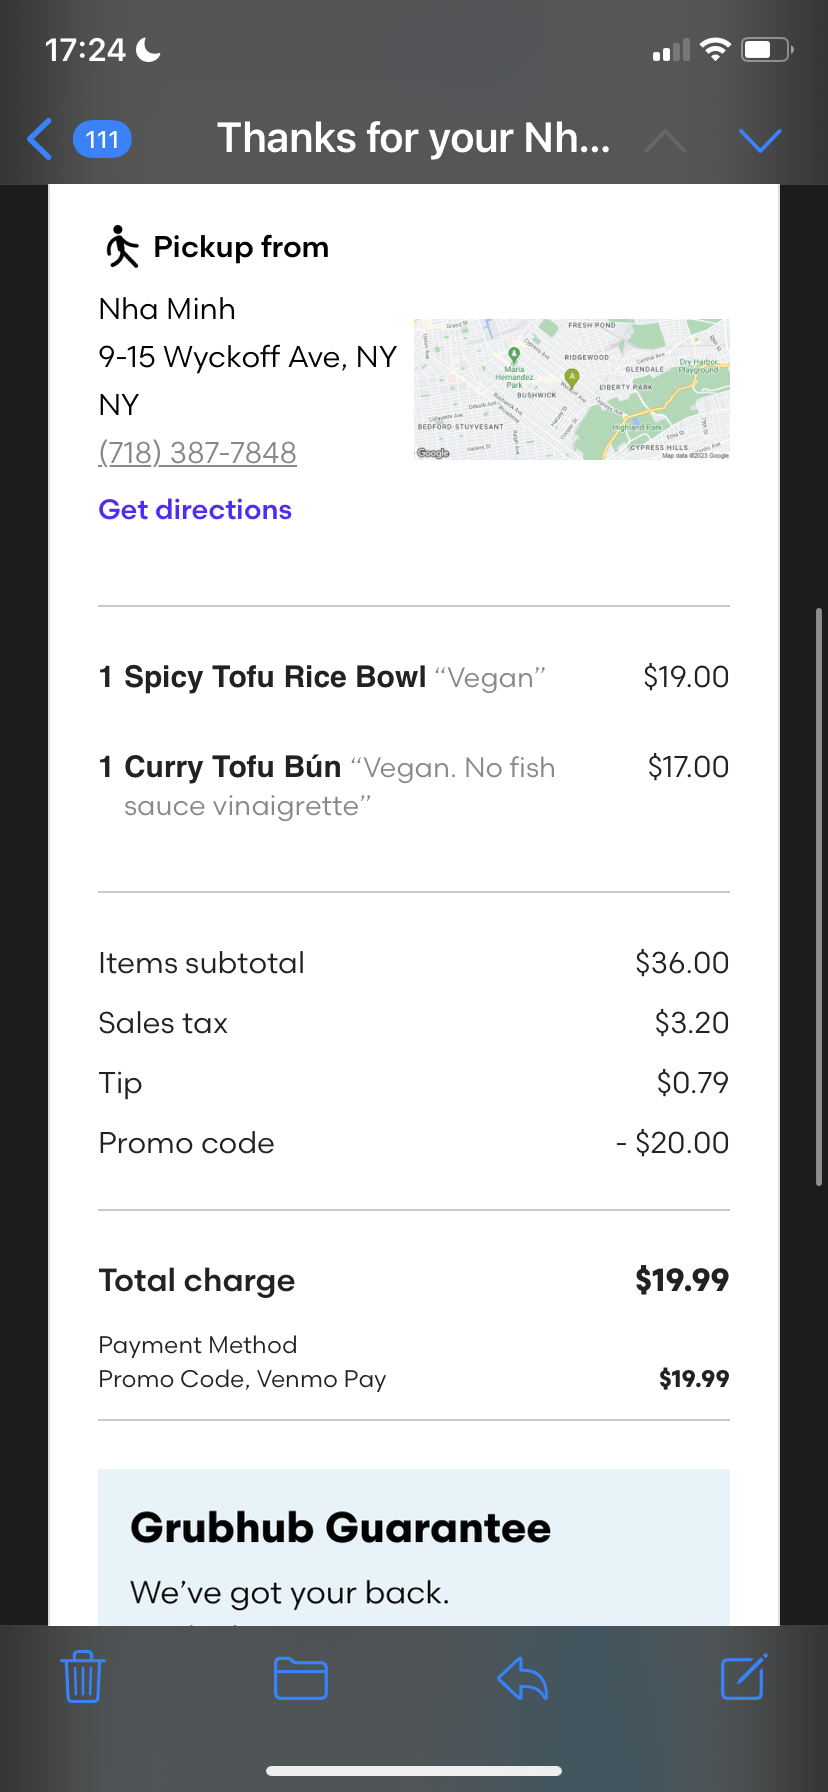 17:24
111
Thanks for your Nh...
Pickup from
Nha Minh
9-15 Wyckoff Ave, NY
NY
(718) 387-7848
Get directions
FRESH POND
RIDGEWOOD
GLENDALE
Dry Harbor
Playground
Maria
Hernandez
Park
BUSHWICK
LIBERTY PARK
BEDFORD-STUYVESANT
Highland Park
CYPRESS HILLS
Google
Map data ©2023 Google
1 Spicy Tofu Rice Bowl “Vegan” $19.00
1 Curry Tofu Bún “Vegan. No fish $17.00
sauce vinaigrette”
Items subtotal $36.00
Sales tax $3.20
Tip $0.79
Promo code - $20.00
Total charge $19.99
Payment Method
Promo Code, Venmo Pay $19.99
Grubhub Guarantee
We’ve got your back.